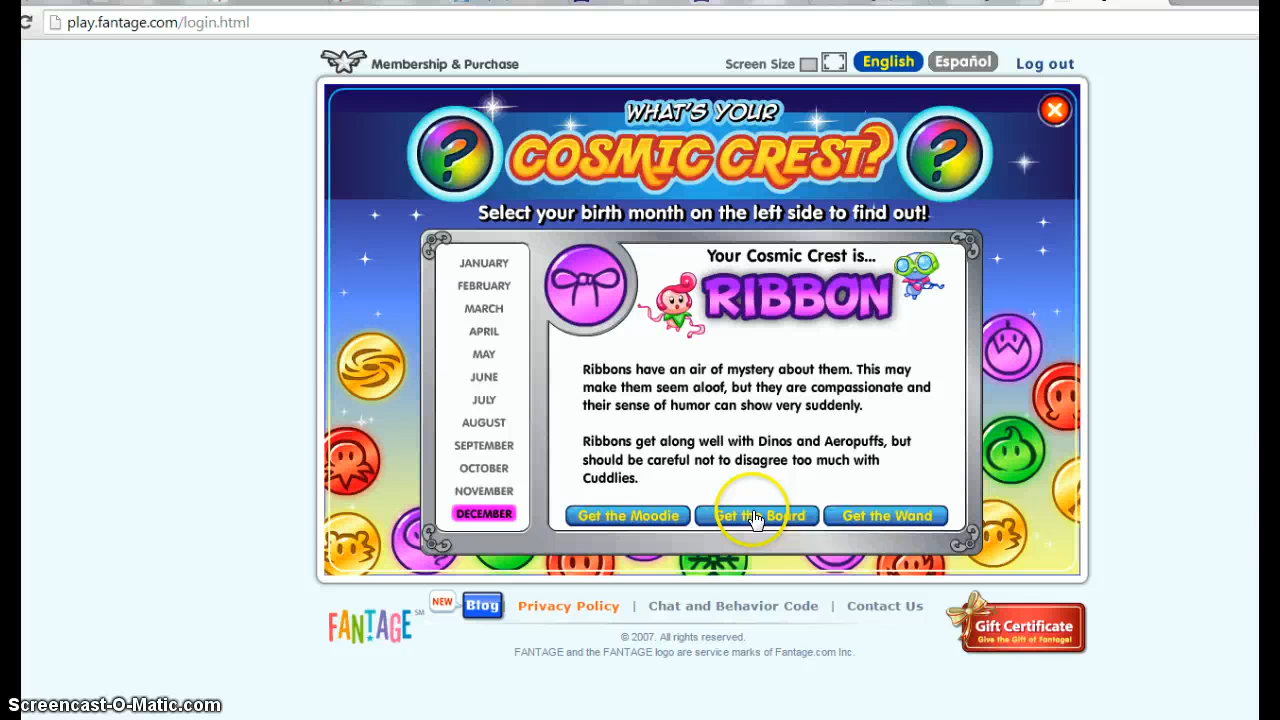 play.fantage.com/login.html
Membership & Purchase
Screen Size
English
Español
Log out
WHAT'S YOUR
COSMIC CREST?
Select your birth month on the left side to find out!
JANUARY
FEBRUARY
MARCH
APRIL
MAY
JUNE
JULY
AUGUST
SEPTEMBER
OCTOBER
NOVEMBER
DECEMBER
Your Cosmic Crest is...
RIBBON
Ribbons have an air of mystery about them. This may
make them seem aloof, but they are compassionate and
their sense of humor can show very suddenly.
Ribbons get along well with Dinos and Aeropuffs, but
should be careful not to disagree too much with
Cuddlies.
Get the Moodie
Get the Board
Get the Wand
FANTAGE SM
NEW
Blog
Privacy Policy | Chat and Behavior Code | Contact Us
© 2007. All rights reserved.
FANTAGE and the FANTAGE logo are service marks of Fantage.com Inc.
Gift Certificate
Give the Gift of Fantage!
Screencast-O-Matic.com